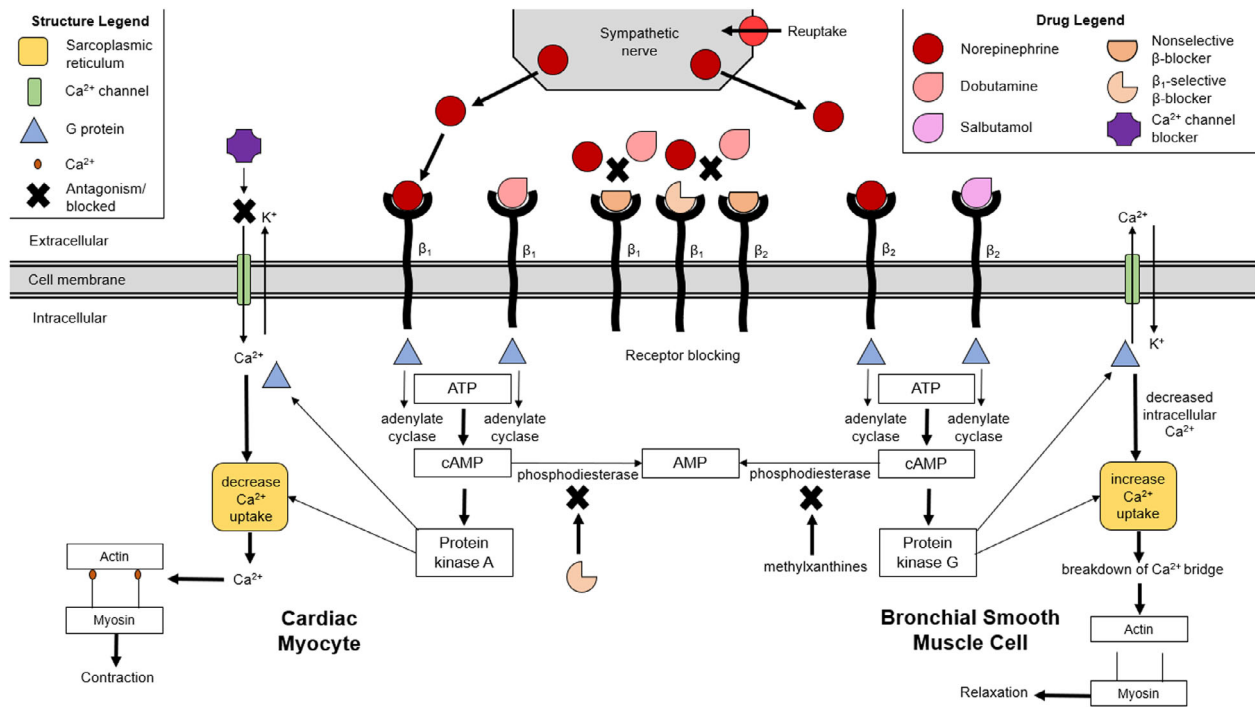 Structure Legend
Sarcoplasmic
reticulum
Ca²⁺ channel
G protein
Ca²⁺
Antagonism/
blocked
Sympathetic
nerve
Reuptake
Drug Legend
Norepinephrine
Dobutamine
Salbutamol
Nonselective
β-blocker
β₁-selective
β-blocker
Ca²⁺ channel
blocker
K⁺
Extracellular
Cell membrane
Intracellular
β₁
β₁
β₁
β₁
β₂
β₂
β₂
Ca²⁺
K⁺
Ca²⁺
Receptor blocking
ATP
adenylate
cyclase
adenylate
cyclase
cAMP
phosphodiesterase
AMP
phosphodiesterase
ATP
adenylate
cyclase
adenylate
cyclase
cAMP
decreased
intracellular
Ca²⁺
decrease
Ca²⁺
uptake
Protein
kinase A
methylxanthines
Protein
kinase G
increase
Ca²⁺
uptake
Ca²⁺
breakdown of Ca²⁺ bridge
Actin
Myosin
Contraction
Cardiac
Myocyte
Bronchial Smooth
Muscle Cell
Actin
Myosin
Relaxation